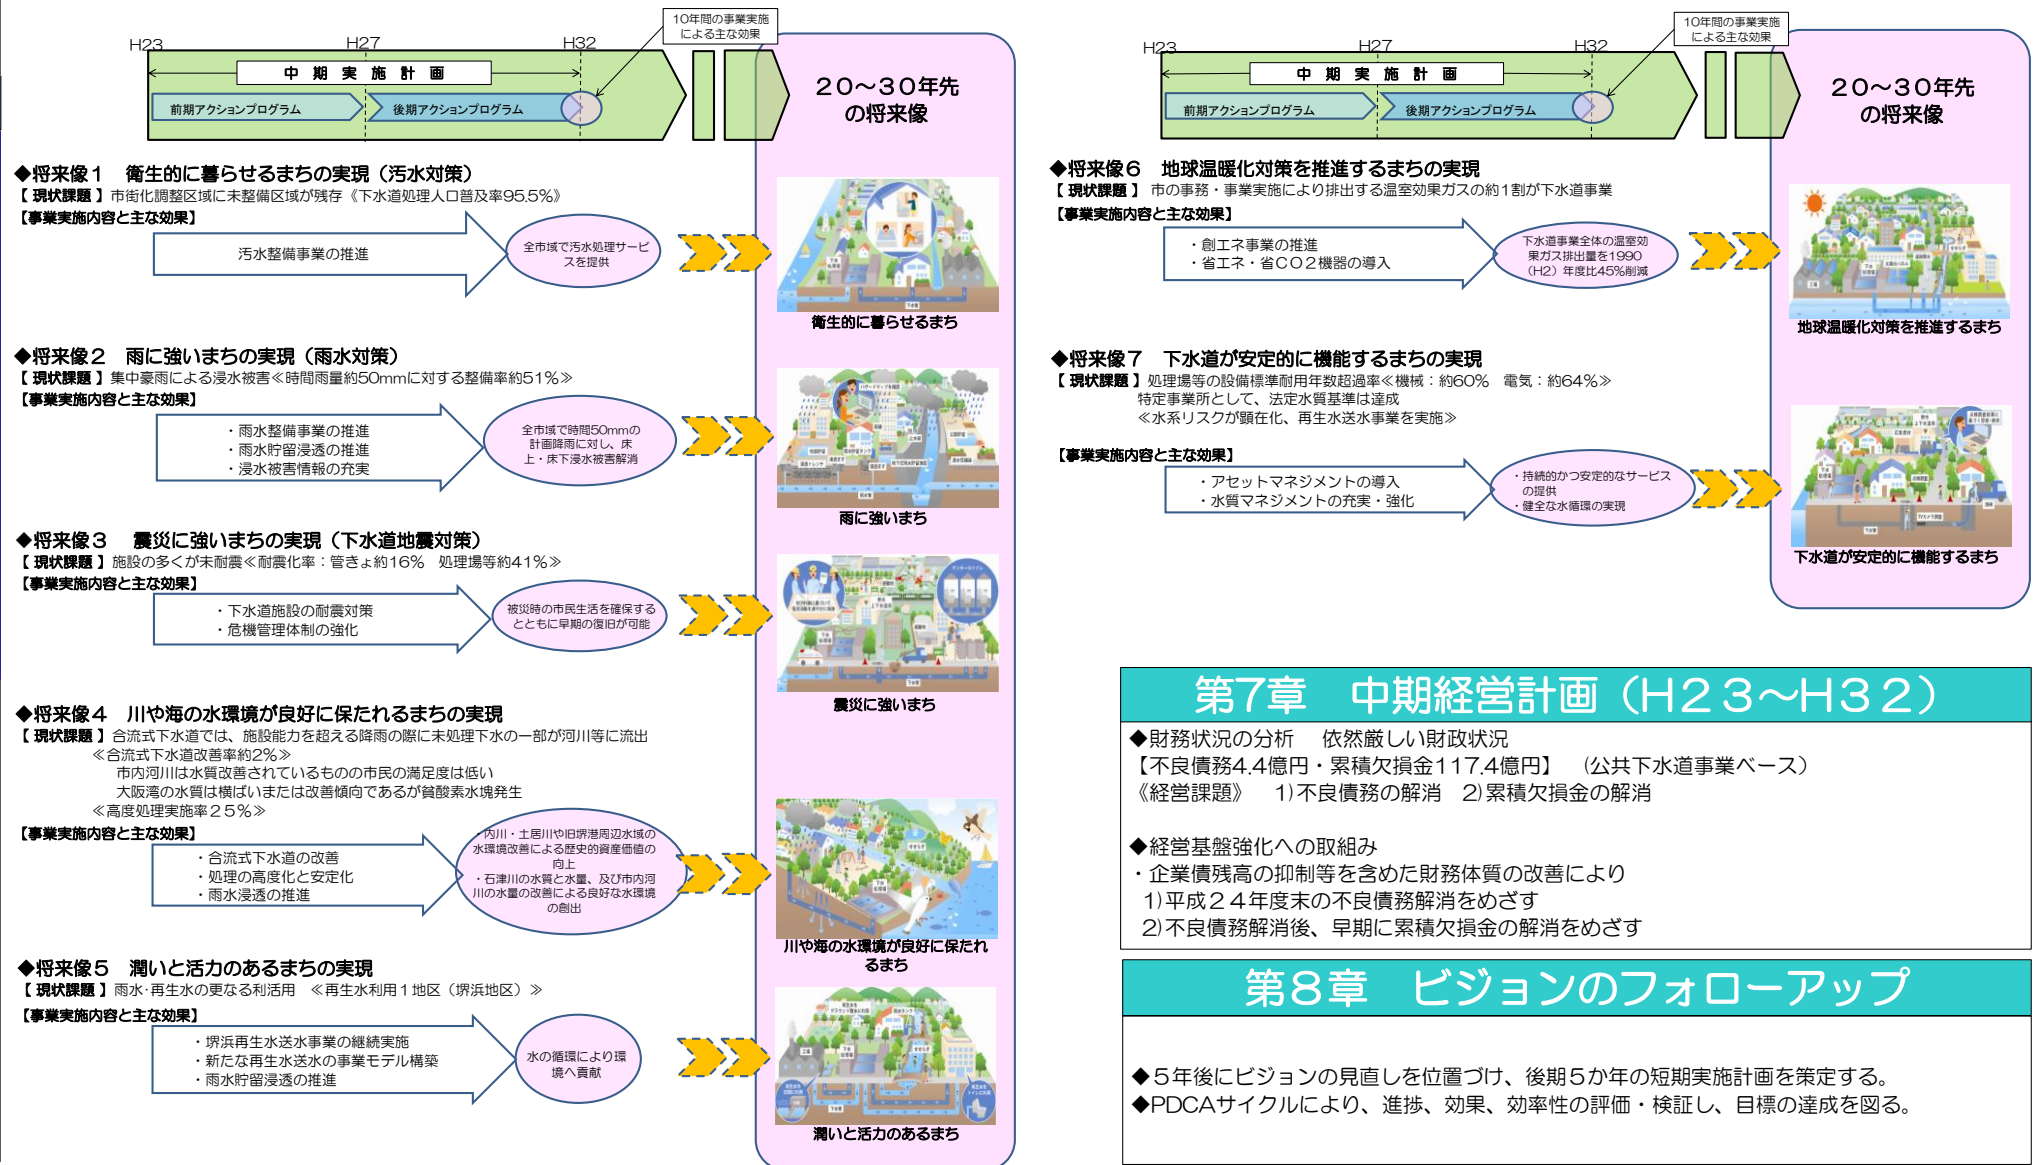 10年間の事業実施
による主な効果
H23
H27
H32
中期実施計画
前期アクションプログラム
後期アクションプログラム
20～30年先
の将来像
◆将来像1　衛生的に暮らせるまちの実現（汚水対策）
【 現状課題 】市街化調整区域に未整備区域が残存《下水道処理人口普及率95.5%》
【事業実施内容と主な効果】
汚水整備事業の推進
全市域で汚水処理サービ
スを提供
衛生的に暮らせるまち
◆将来像2　雨に強いまちの実現（雨水対策）
【 現状課題 】集中豪雨による浸水被害≪時間雨量約50mmに対する整備率約51%≫
【事業実施内容と主な効果】
・雨水整備事業の推進
・雨水貯留浸透の推進
・浸水被害情報の充実
全市域で時間50mmの
計画降雨に対し、床
上・床下浸水被害解消
雨に強いまち
◆将来像3　震災に強いまちの実現（下水道地震対策）
【 現状課題 】施設の多くが未耐震≪耐震化率：管きょ約16%　処理場等約41%≫
【事業実施内容と主な効果】
・下水道施設の耐震対策
・危機管理体制の強化
被災時の市民生活を確保する
とともに早期の復旧が可能
震災に強いまち
◆将来像4　川や海の水環境が良好に保たれるまちの実現
【 現状課題 】合流式下水道では、施設能力を超える降雨の際に未処理下水の一部が河川等に流出
≪合流式下水道改善率約2%≫
市内河川は水質改善されているものの市民の満足度は低い
大阪湾の水質は横ばいまたは改善傾向であるが貧酸素水塊発生
≪高度処理実施率25%≫
【事業実施内容と主な効果】
・合流式下水道の改善
・処理の高度化と安定化
・雨水浸透の推進
・内川・土居川や旧堺港周辺水域の
水環境改善による歴史的資産価値の
向上
・石津川の水質と水量、及び市内河
川の水量の改善による良好な水環境
の創出
川や海の水環境が良好に保たれ
るまち
◆将来像5　潤いと活力のあるまちの実現
【 現状課題 】雨水・再生水の更なる利活用　≪再生水利用1地区（堺浜地区）≫
【事業実施内容と主な効果】
・堺浜再生水送水事業の継続実施
・新たな再生水送水の事業モデル構築
・雨水貯留浸透の推進
水の循環により環
境へ貢献
潤いと活力のあるまち
10年間の事業実施
による主な効果
H23
H27
H32
中期実施計画
前期アクションプログラム
後期アクションプログラム
20～30年先
の将来像
◆将来像6　地球温暖化対策を推進するまちの実現
【 現状課題 】 市の事務・事業実施により排出する温室効果ガスの約1割が下水道事業
【事業実施内容と主な効果】
・創エネ事業の推進
・省エネ・省CO2機器の導入
下水道事業全体の温室効
果ガス排出量を1990
（H2）年度比45%削減
地球温暖化対策を推進するまち
◆将来像7　下水道が安定的に機能するまちの実現
【 現状課題 】処理場等の設備標準耐用年数超過率≪機械：約60%　電気：約64%≫
特定事業所として、法定水質基準は達成
≪水系リスクが顕在化、再生水送水事業を実施≫
【事業実施内容と主な効果】
・アセットマネジメントの導入
・水質マネジメントの充実・強化
・持続的かつ安定的なサービス
の提供
・健全な水循環の実現
下水道が安定的に機能するまち
第7章　中期経営計画（H23～H32）
◆財務状況の分析　依然厳しい財政状況
【不良債務4.4億円・累積欠損金117.4億円】　（公共下水道事業ベース）
《経営課題》　1)不良債務の解消　2)累積欠損金の解消
◆経営基盤強化への取組み
・企業債残高の抑制等を含めた財務体質の改善により
1)平成24年度末の不良債務解消をめざす
2)不良債務解消後、早期に累積欠損金の解消をめざす
第8章　ビジョンのフォローアップ
◆5年後にビジョンの見直しを位置づけ、後期5か年の短期実施計画を策定する。
◆PDCAサイクルにより、進捗、効果、効率性の評価・検証し、目標の達成を図る。